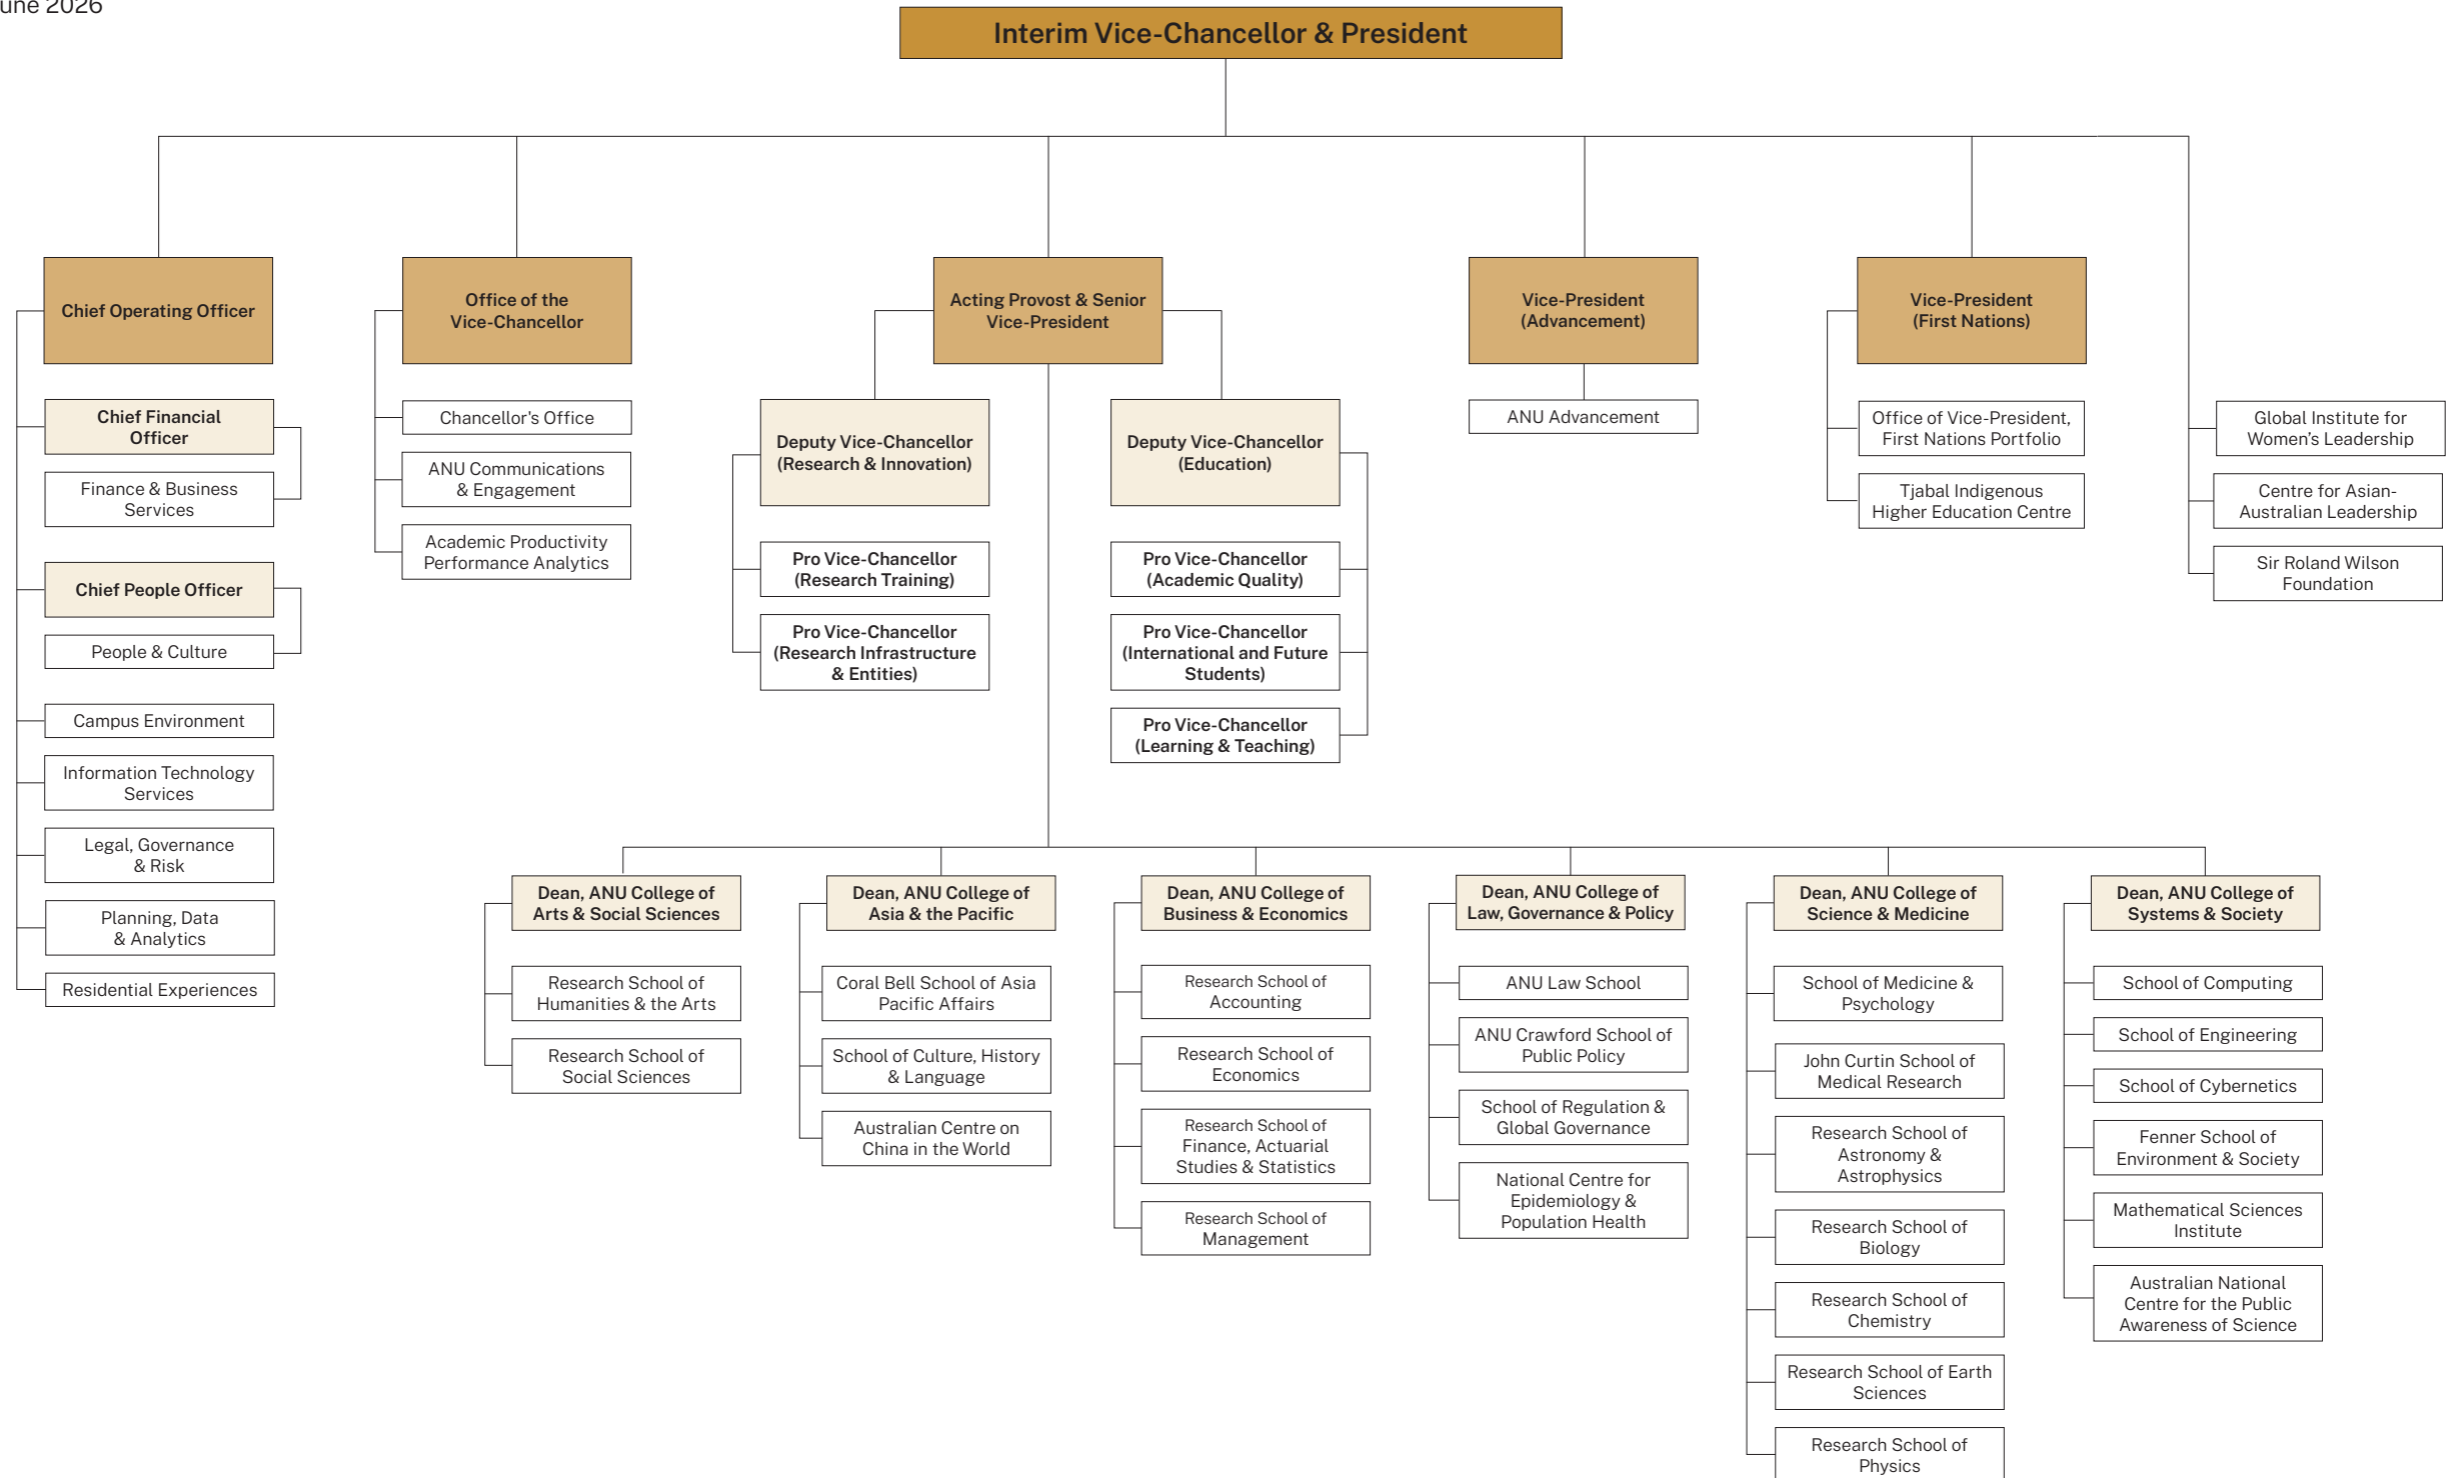 une 2026
Interim Vice-Chancellor & President
Chief Operating Officer
Chief Financial
Officer
Finance & Business
Services
Chief People Officer
People & Culture
Campus Environment
Information Technology
Services
Legal, Governance
& Risk
Planning, Data
& Analytics
Residential Experiences
Office of the
Vice-Chancellor
Chancellor's Office
ANU Communications
& Engagement
Academic Productivity
Performance Analytics
Acting Provost & Senior
Vice-President
Deputy Vice-Chancellor
(Research & Innovation)
Pro Vice-Chancellor
(Research Training)
Pro Vice-Chancellor
(Research Infrastructure
& Entities)
Deputy Vice-Chancellor
(Education)
Pro Vice-Chancellor
(Academic Quality)
Pro Vice-Chancellor
(International and Future
Students)
Pro Vice-Chancellor
(Learning & Teaching)
Vice-President
(Advancement)
ANU Advancement
Vice-President
(First Nations)
Office of Vice-President,
First Nations Portfolio
Tjabal Indigenous
Higher Education Centre
Global Institute for
Women's Leadership
Centre for Asian-
Australian Leadership
Sir Roland Wilson
Foundation
Dean, ANU College of
Arts & Social Sciences
Research School of
Humanities & the Arts
Research School of
Social Sciences
Dean, ANU College of
Asia & the Pacific
Coral Bell School of Asia
Pacific Affairs
School of Culture, History
& Language
Australian Centre on
China in the World
Dean, ANU College of
Business & Economics
Research School of
Accounting
Research School of
Economics
Research School of
Finance, Actuarial
Studies & Statistics
Research School of
Management
Dean, ANU College of
Law, Governance & Policy
ANU Law School
ANU Crawford School of
Public Policy
School of Regulation &
Global Governance
National Centre for
Epidemiology &
Population Health
Dean, ANU College of
Science & Medicine
School of Medicine &
Psychology
John Curtin School of
Medical Research
Research School of
Astronomy &
Astrophysics
Research School of
Biology
Research School of
Chemistry
Research School of Earth
Sciences
Research School of
Physics
Dean, ANU College of
Systems & Society
School of Computing
School of Engineering
School of Cybernetics
Fenner School of
Environment & Society
Mathematical Sciences
Institute
Australian National
Centre for the Public
Awareness of Science